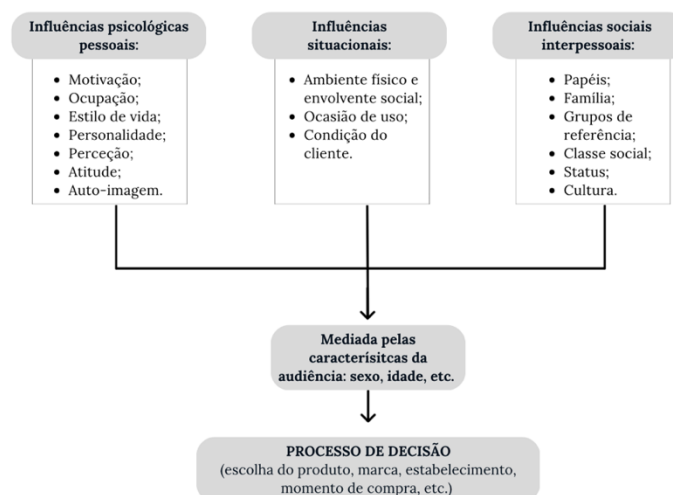 Influências psicológicas
pessoais:
• Motivação;
• Ocupação;
• Estilo de vida;
• Personalidade;
• Perceção;
• Atitude;
• Auto-imagem.
Influências
situacionais:
• Ambiente físico e
envolvente social;
• Ocasião de uso;
• Condição do
cliente.
Influências sociais
interpessoais:
• Papéis;
• Família;
• Grupos de
referência;
• Classe social;
• Status;
• Cultura.
Mediada pelas
caracterísitcas da
audiência: sexo, idade, etc.
PROCESSO DE DECISÃO
(escolha do produto, marca, estabelecimento,
momento de compra, etc.)